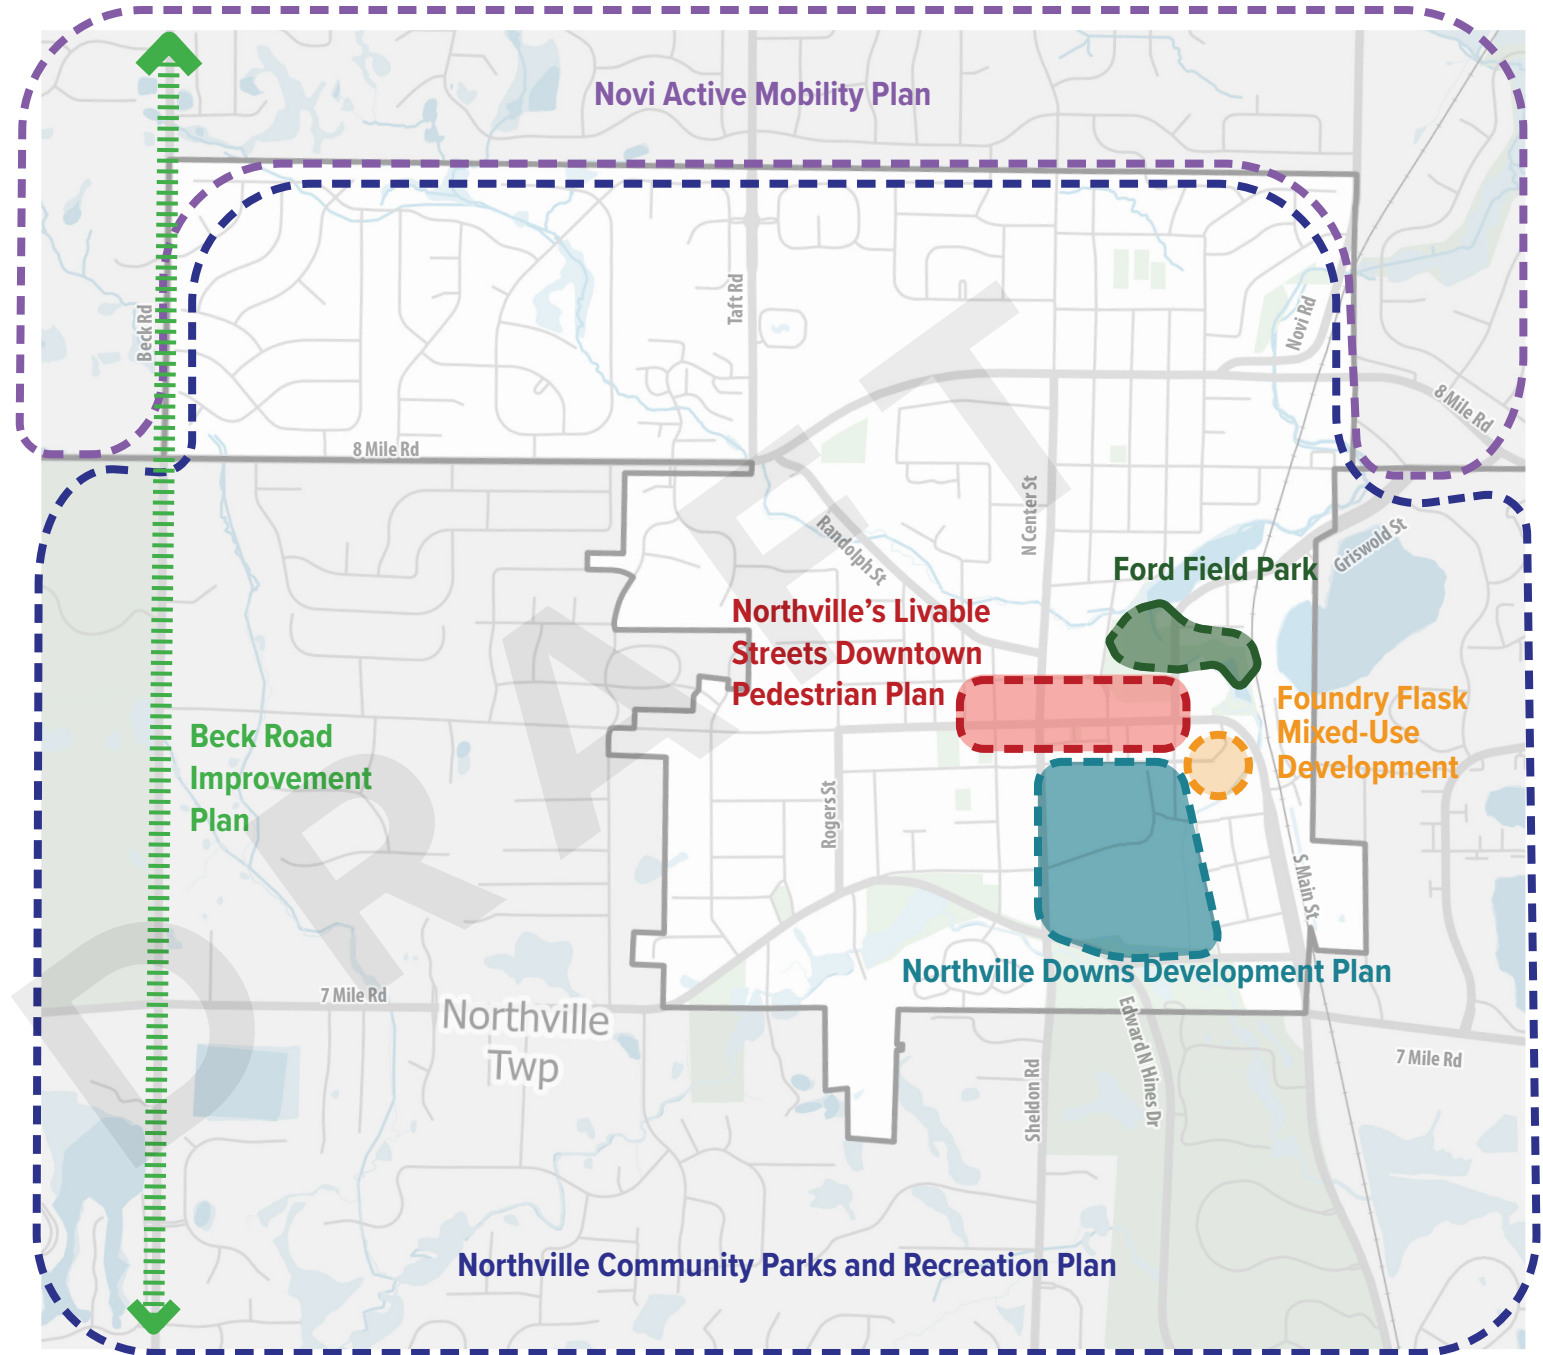 Novi Active Mobility Plan
Beck Rd
Taft Rd
Novi Rd
8 Mile Rd
8 Mile Rd
N Center St
Randolph St
Griswold St
Ford Field Park
Northville's Livable
Streets Downtown
Pedestrian Plan
Foundry Flask
Mixed-Use
Development
Beck Road
Improvement
Plan
Rogers St
S Main St
Northville Downs Development Plan
7 Mile Rd
Northville
Twp
Edward N Hines Dr
Sheldon Rd
7 Mile Rd
Northville Community Parks and Recreation Plan
DRAFT